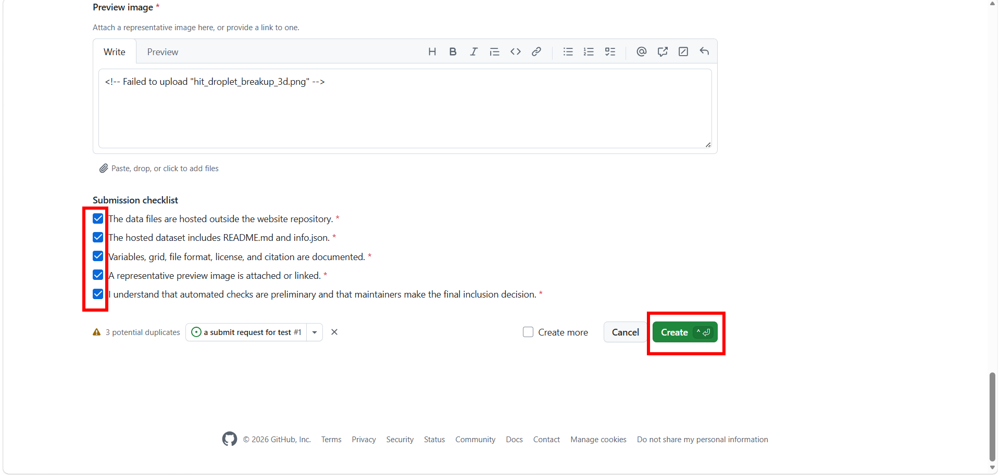 Preview image *
Attach a representative image here, or provide a link to one.
Write Preview
<!-- Failed to upload "hit_droplet_breakup_3d.png" -->
Paste, drop, or click to add files
Submission checklist
The data files are hosted outside the website repository. *
The hosted dataset includes README.md and info.json. *
Variables, grid, file format, license, and citation are documented. *
A representative preview image is attached or linked. *
I understand that automated checks are preliminary and that maintainers make the final inclusion decision. *
3 potential duplicates a submit request for test #1 Create more Cancel Create
© 2026 GitHub, Inc. Terms Privacy Security Status Community Docs Contact Manage cookies Do not share my personal information